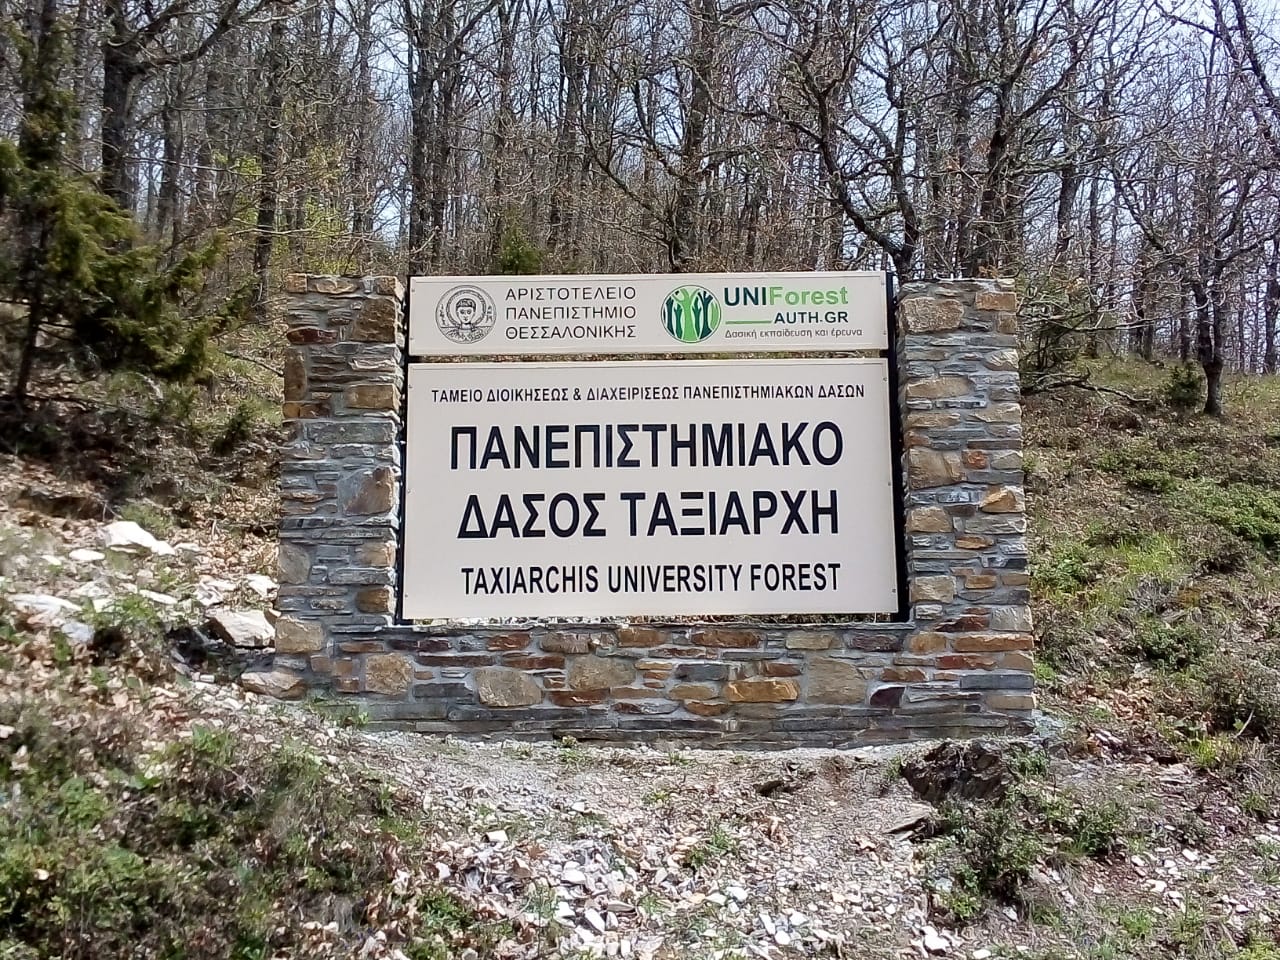 ΑΡΙΣΤΟΤΕΛΕΙΟ
ΠΑΝΕΠΙΣΤΗΜΙΟ
ΘΕΣΣΑΛΟΝΙΚΗΣ
UNIForest
AUTH.GR
Δασική εκπαίδευση και έρευνα
ΤΑΜΕΙΟ ΔΙΟΙΚΗΣΕΩΣ & ΔΙΑΧΕΙΡΙΣΕΩΣ ΠΑΝΕΠΙΣΤΗΜΙΑΚΩΝ ΔΑΣΩΝ
ΠΑΝΕΠΙΣΤΗΜΙΑΚΟ
ΔΑΣΟΣ ΤΑΞΙΑΡΧΗ
TAXIARCHIS UNIVERSITY FOREST